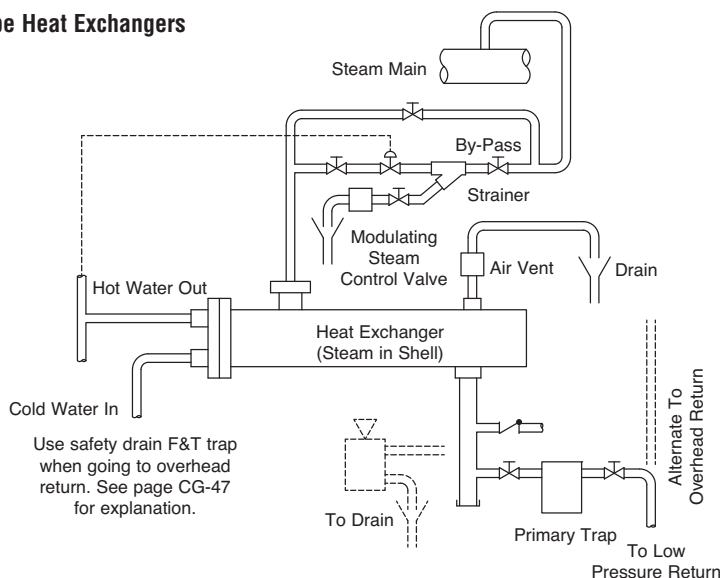 pe Heat Exchangers
Steam Main
By-Pass
Strainer
Modulating
Steam
Control Valve
Air Vent
Drain
Hot Water Out
Heat Exchanger
(Steam in Shell)
Cold Water In
Use safety drain F&T trap
when going to overhead
return. See page CG-47
for explanation.
To Drain
Primary Trap
Alternate To
Overhead Return
To Low
Pressure Return